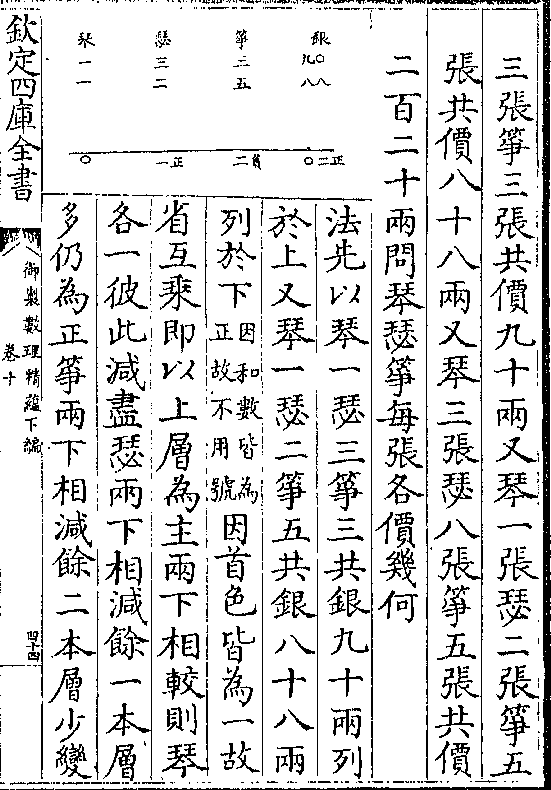 三張箏三張共價九十兩又琴一張瑟二張箏五
張共價八十八兩又琴三張瑟八張箏五張共價
二百二十兩問琴瑟箏每張各價幾何
銀九〇 八八 正〇二
箏三 五 負二
瑟三 二 正一
琴一 一 〇
法先以琴一瑟三箏三共銀九十兩列
於上又琴一瑟二箏五共銀八十八兩
列於下因和數皆為正故不用號因首色皆為一故
省互乘即以上層為主兩下相較則琴
各一彼此減盡瑟兩下相減餘一本層
多仍為正箏兩下相減餘二本層少變
欽定四庫全書
御製數理精蘊下編
卷十
四十四